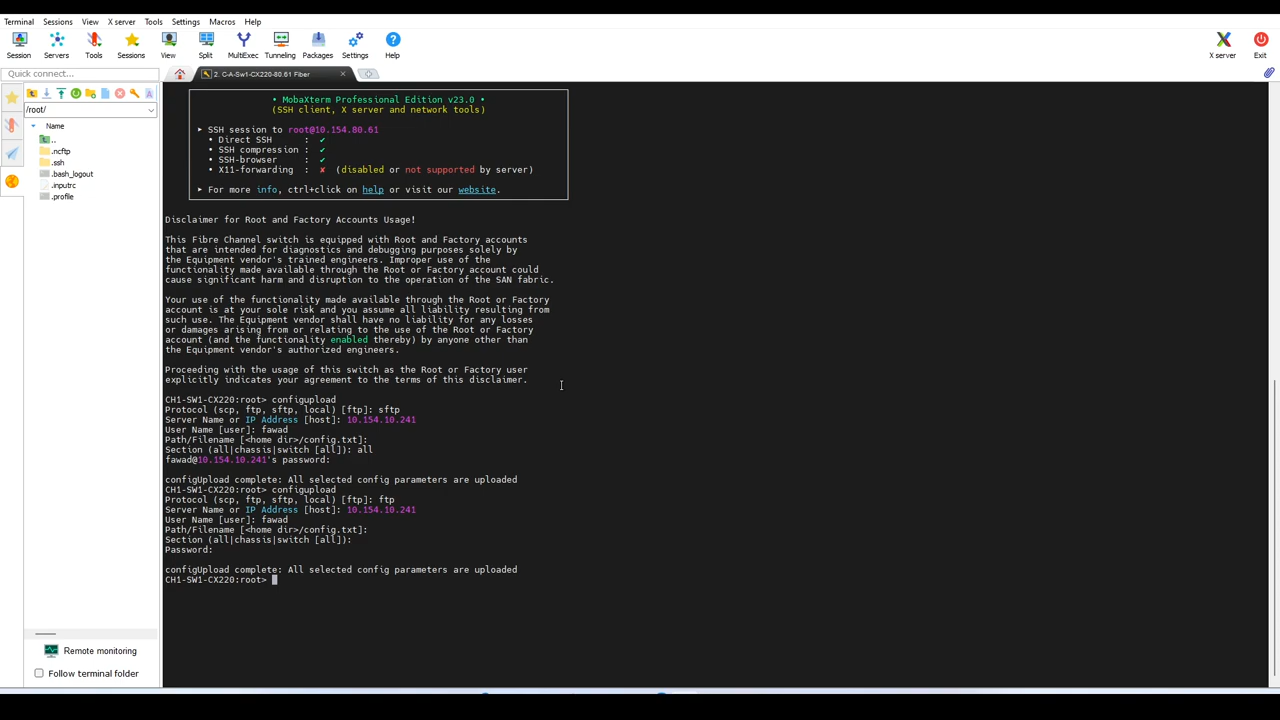 Terminal Sessions View X server Tools Settings Macros Help
Session Servers Tools Sessions View Split MultiExec Tunneling Packages Settings Help X server Exit
Quick connect...
2. C-A-Sw1-CX220-80.61 Fiber
/root/
Name
..
.ncftp
.ssh
.bash_logout
.inputrc
.profile
• MobaXterm Professional Edition v23.0 •
(SSH client, X server and network tools)
► SSH session to root@10.154.80.61
• Direct SSH : ✔
• SSH compression : ✔
• SSH-browser : ✔
• X11-forwarding : ✘ (disabled or not supported by server)
► For more info, ctrl+click on help or visit our website.
Disclaimer for Root and Factory Accounts Usage!
This Fibre Channel switch is equipped with Root and Factory accounts
that are intended for diagnostics and debugging purposes solely by
the Equipment vendor's trained engineers. Improper use of the
functionality made available through the Root or Factory account could
cause significant harm and disruption to the operation of the SAN fabric.
Your use of the functionality made available through the Root or Factory
account is at your sole risk and you assume all liability resulting from
such use. The Equipment vendor shall have no liability for any losses
or damages arising from or relating to the use of the Root or Factory
account (and the functionality enabled thereby) by anyone other than
the Equipment vendor's authorized engineers.
Proceeding with the usage of this switch as the Root or Factory user
explicitly indicates your agreement to the terms of this disclaimer.
CH1-SW1-CX220:root> configupload
Protocol (scp, ftp, sftp, local) [ftp]: sftp
Server Name or IP Address [host]: 10.154.10.241
User Name [user]: fawad
Path/Filename [<home dir>/config.txt]:
Section (all|chassis|switch [all]): all
fawad@10.154.10.241's password:
configUpload complete: All selected config parameters are uploaded
CH1-SW1-CX220:root> configupload
Protocol (scp, ftp, sftp, local) [ftp]: ftp
Server Name or IP Address [host]: 10.154.10.241
User Name [user]: fawad
Path/Filename [<home dir>/config.txt]:
Section (all|chassis|switch [all]):
Password:
configUpload complete: All selected config parameters are uploaded
CH1-SW1-CX220:root>
Remote monitoring
Follow terminal folder